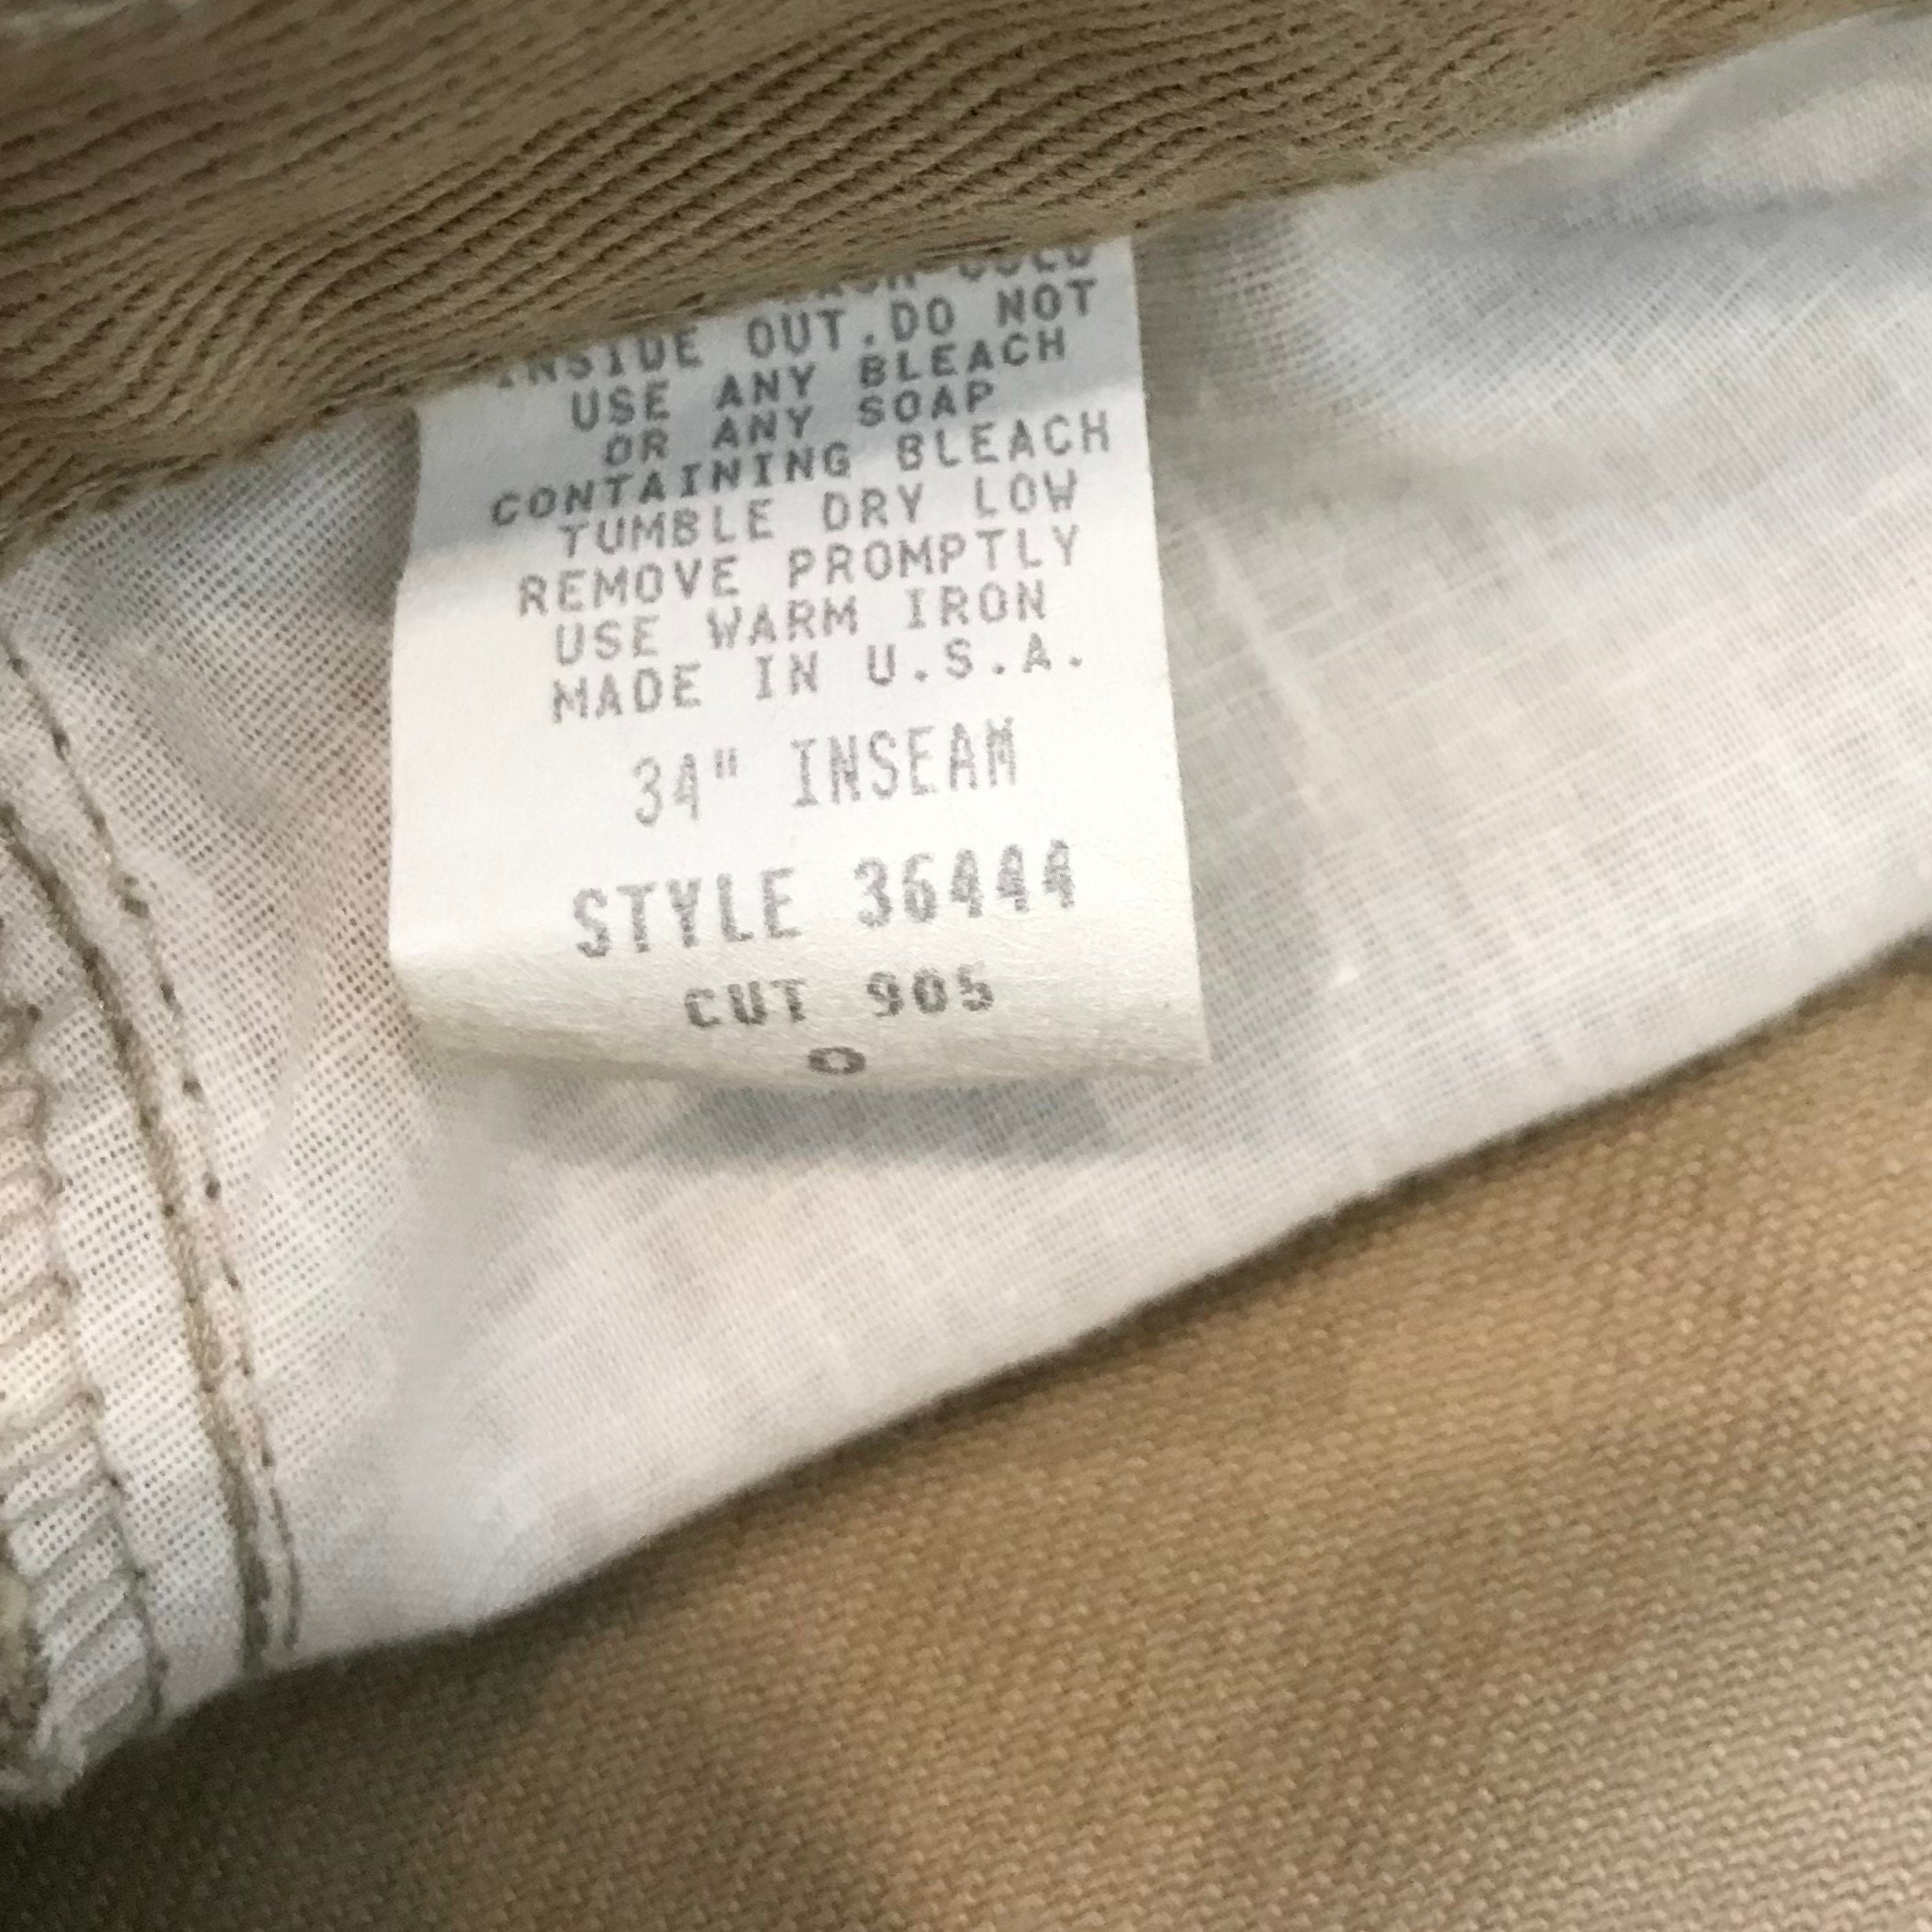 COLD
INSIDE OUT.DO NOT
USE ANY BLEACH
OR ANY SOAP
CONTAINING BLEACH
TUMBLE DRY LOW
REMOVE PROMPTLY
USE WARM IRON
MADE IN U.S.A.
34" INSEAM
STYLE 36444
CUT 905
0